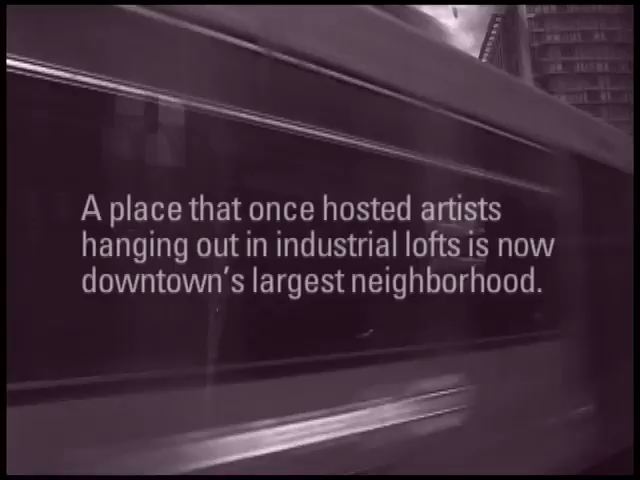 A place that once hosted artists
hanging out in industrial lofts is now
downtown's largest neighborhood.